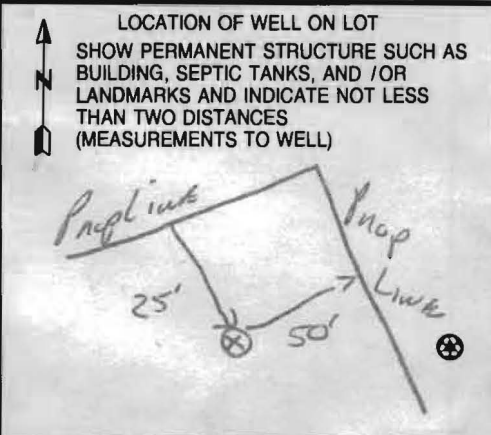 LOCATION OF WELL ON LOT
SHOW PERMANENT STRUCTURE SUCH AS
BUILDING, SEPTIC TANKS, AND /OR
LANDMARKS AND INDICATE NOT LESS
THAN TWO DISTANCES
(MEASUREMENTS TO WELL)
N
Prop Line
Prop
Line
25'
50'